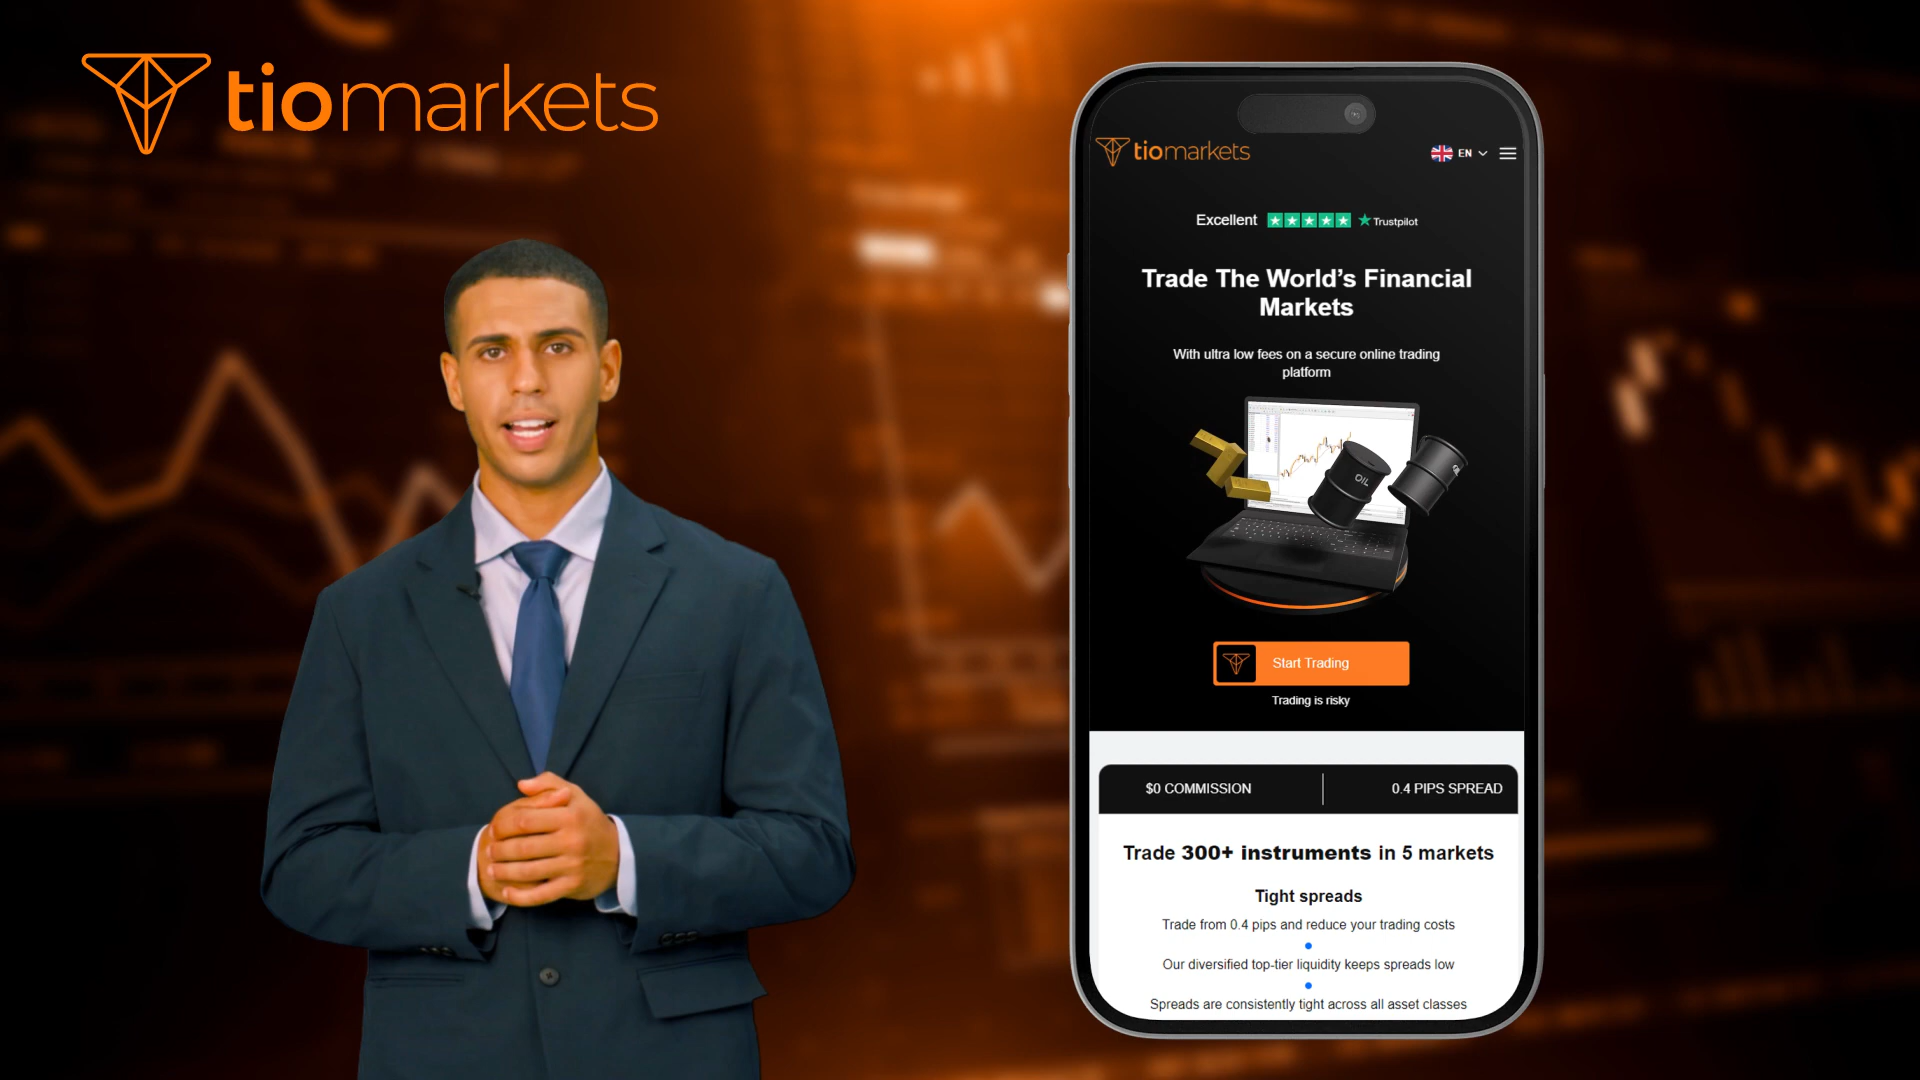 tiomarkets
tiomarkets
EN
Excellent
Trustpilot
Trade The World's Financial
Markets
With ultra low fees on a secure online trading
platform
OIL
Start Trading
Trading is risky
$0 COMMISSION
0.4 PIPS SPREAD
Trade 300+ instruments in 5 markets
Tight spreads
Trade from 0.4 pips and reduce your trading costs
Our diversified top-tier liquidity keeps spreads low
Spreads are consistently tight across all asset classes